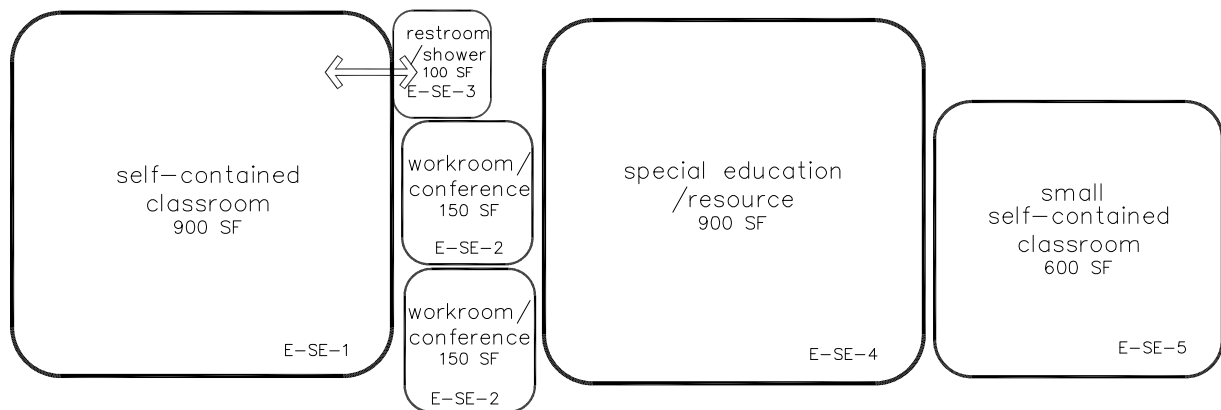 self-contained
classroom
900 SF
E-SE-1
restroom
/shower
100 SF
E-SE-3
workroom/
conference
150 SF
E-SE-2
workroom/
conference
150 SF
E-SE-2
special education
/resource
900 SF
E-SE-4
small
self-contained
classroom
600 SF
E-SE-5